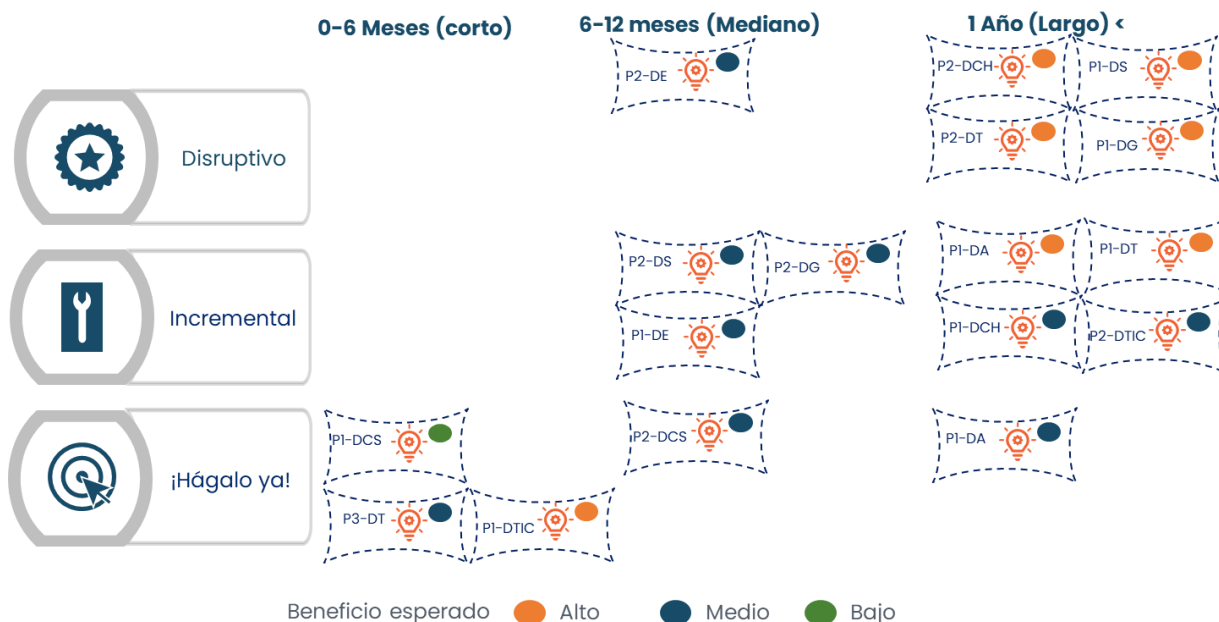 0-6 Meses (corto)
6-12 meses (Mediano)
1 Año (Largo) <
P2-DE
P2-DCH
P1-DS
P2-DT
P1-DG
Disruptivo
P2-DS
P2-DG
P1-DA
P1-DT
P1-DE
P1-DCH
P2-DTIC
Incremental
P1-DCS
P2-DCS
P1-DA
P3-DT
P1-DTIC
¡Hágalo ya!
Beneficio esperado Alto Medio Bajo